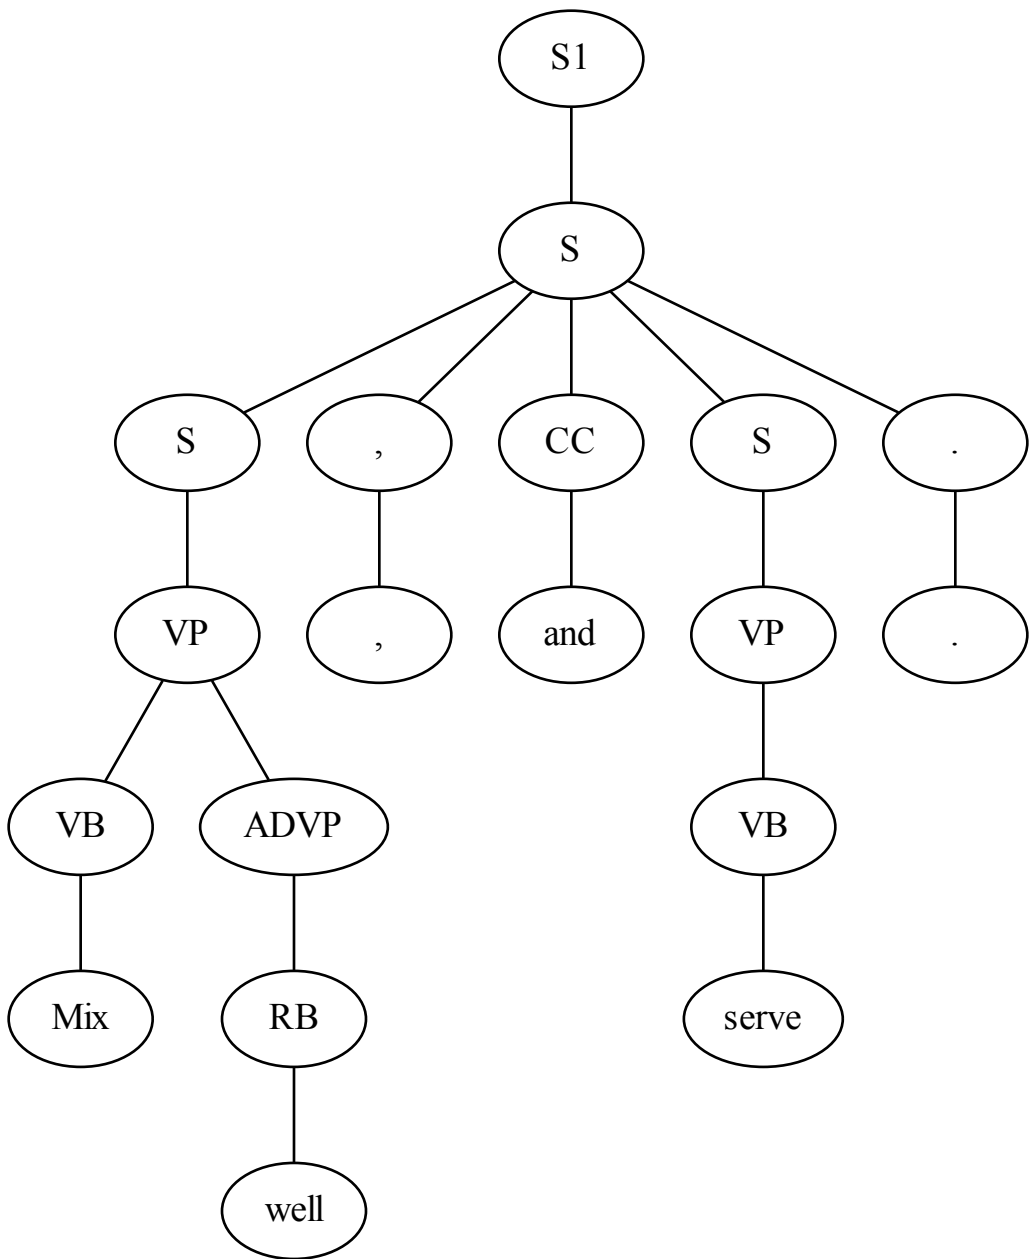 S1
S
S , CC S .
VP , and VP .
VB ADVP VB
Mix RB serve
well